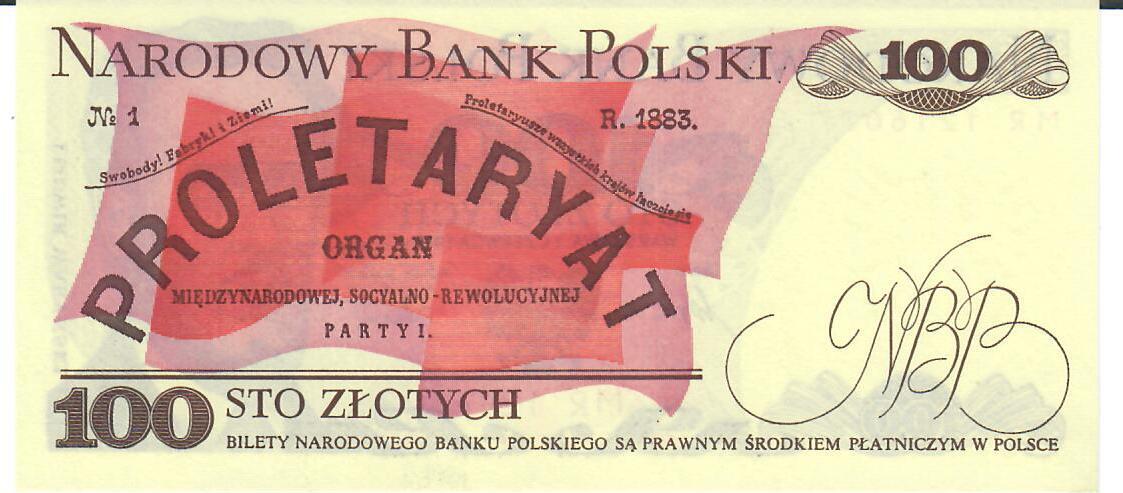 NARODOWY BANK POLSKI
100
№ 1
R. 1883.
Swobody! Fabryk! i Ziemi!
Proletaryusze wszystkich krajów łączcie się
PROLETARYAT
ORGAN
MIĘDZYNARODOWEJ, SOCYALNO-REWOLUCYJNEJ
PARTYI.
NBP
100 STO ZŁOTYCH
BILETY NARODOWEGO BANKU POLSKIEGO SĄ PRAWNYM ŚRODKIEM PŁATNICZYM W POLSCE